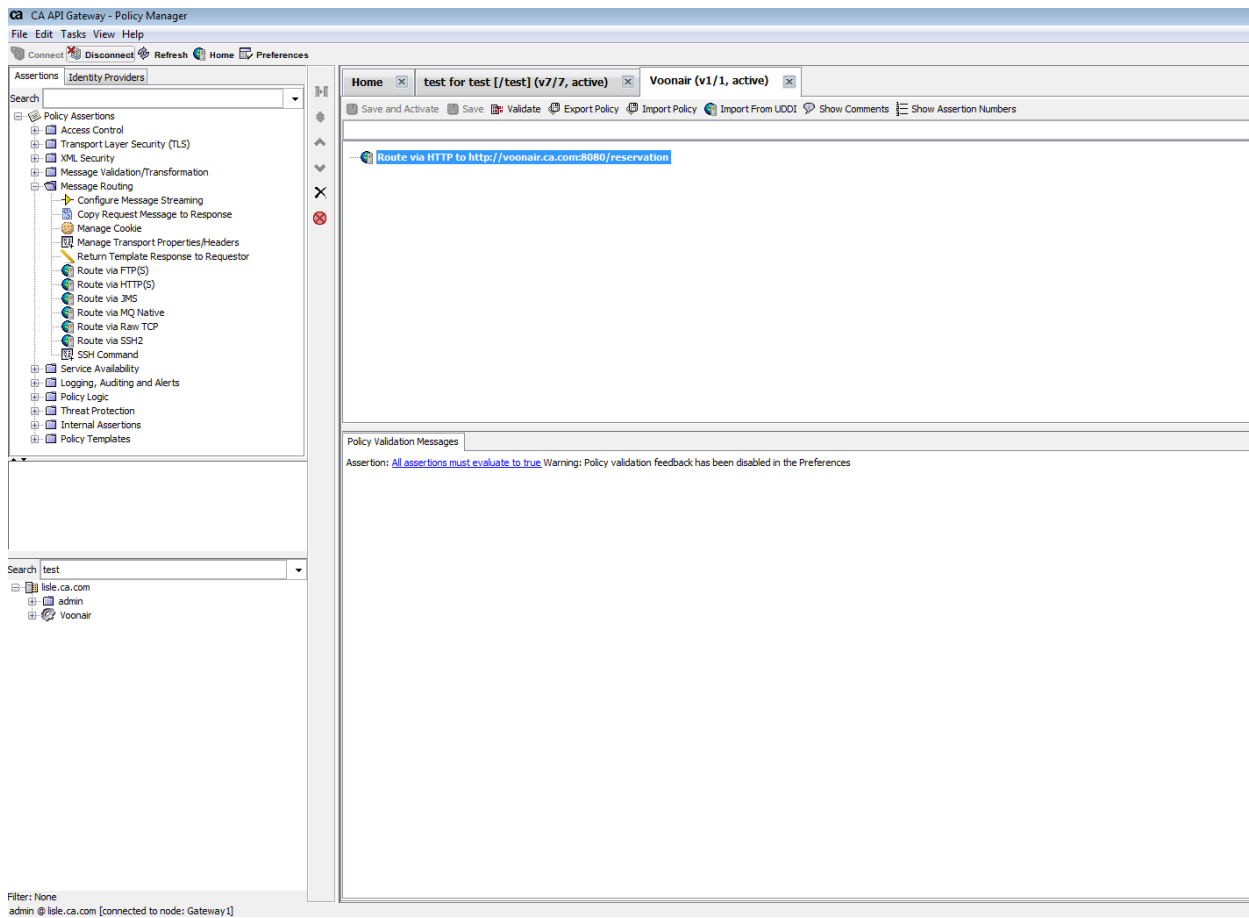 ca CA API Gateway - Policy Manager
File Edit Tasks View Help
Connect Disconnect Refresh Home Preferences
Assertions Identity Providers
Search
Policy Assertions
Access Control
Transport Layer Security (TLS)
XML Security
Message Validation/Transformation
Message Routing
Configure Message Streaming
Copy Request Message to Response
Manage Cookie
Manage Transport Properties/Headers
Return Template Response to Requestor
Route via FTP(S)
Route via HTTP(S)
Route via JMS
Route via MQ Native
Route via Raw TCP
Route via SSH2
SSH Command
Service Availability
Logging, Auditing and Alerts
Policy Logic
Threat Protection
Internal Assertions
Policy Templates
Search test
lisle.ca.com
admin
Voonair
Filter: None
admin @ lisle.ca.com [connected to node: Gateway1]
Home test for test [/test] (v7/7, active) Voonair (v1/1, active)
Save and Activate Save Validate Export Policy Import Policy Import From UDDI Show Comments Show Assertion Numbers
Route via HTTP to http://voonair.ca.com:8080/reservation
Policy Validation Messages
Assertion: All assertions must evaluate to true Warning: Policy validation feedback has been disabled in the Preferences